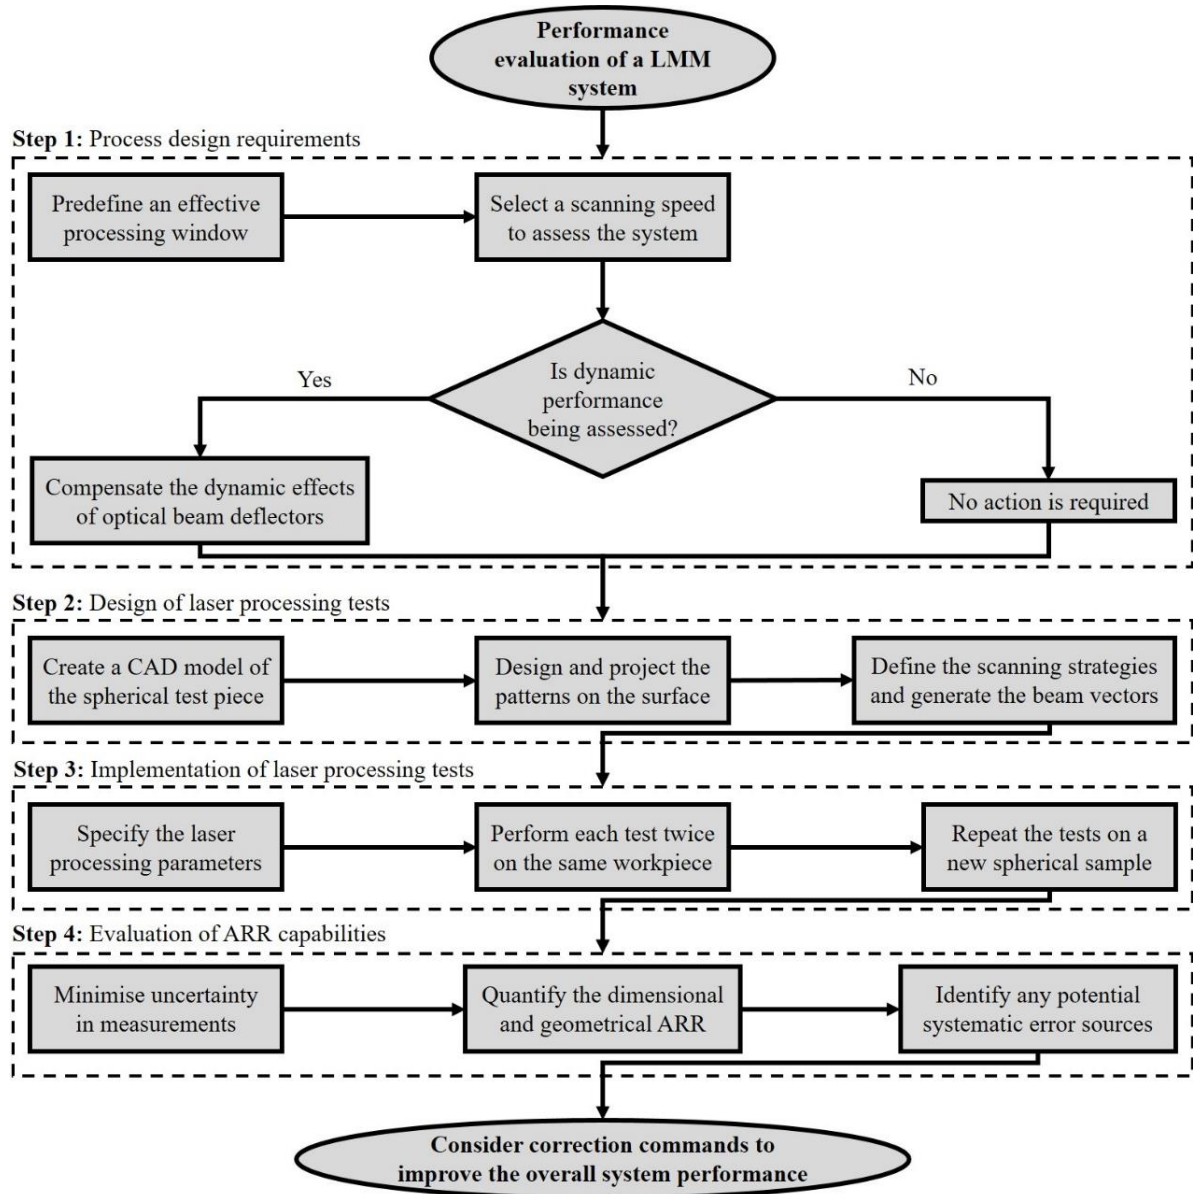 Performance
evaluation of a LMM
system
Step 1: Process design requirements
Predefine an effective
processing window
Select a scanning speed
to assess the system
Yes
Is dynamic
performance
being assessed?
No
Compensate the dynamic effects
of optical beam deflectors
No action is required
Step 2: Design of laser processing tests
Create a CAD model of
the spherical test piece
Design and project the
patterns on the surface
Define the scanning strategies
and generate the beam vectors
Step 3: Implementation of laser processing tests
Specify the laser
processing parameters
Perform each test twice
on the same workpiece
Repeat the tests on a
new spherical sample
Step 4: Evaluation of ARR capabilities
Minimise uncertainty
in measurements
Quantify the dimensional
and geometrical ARR
Identify any potential
systematic error sources
Consider correction commands to
improve the overall system performance